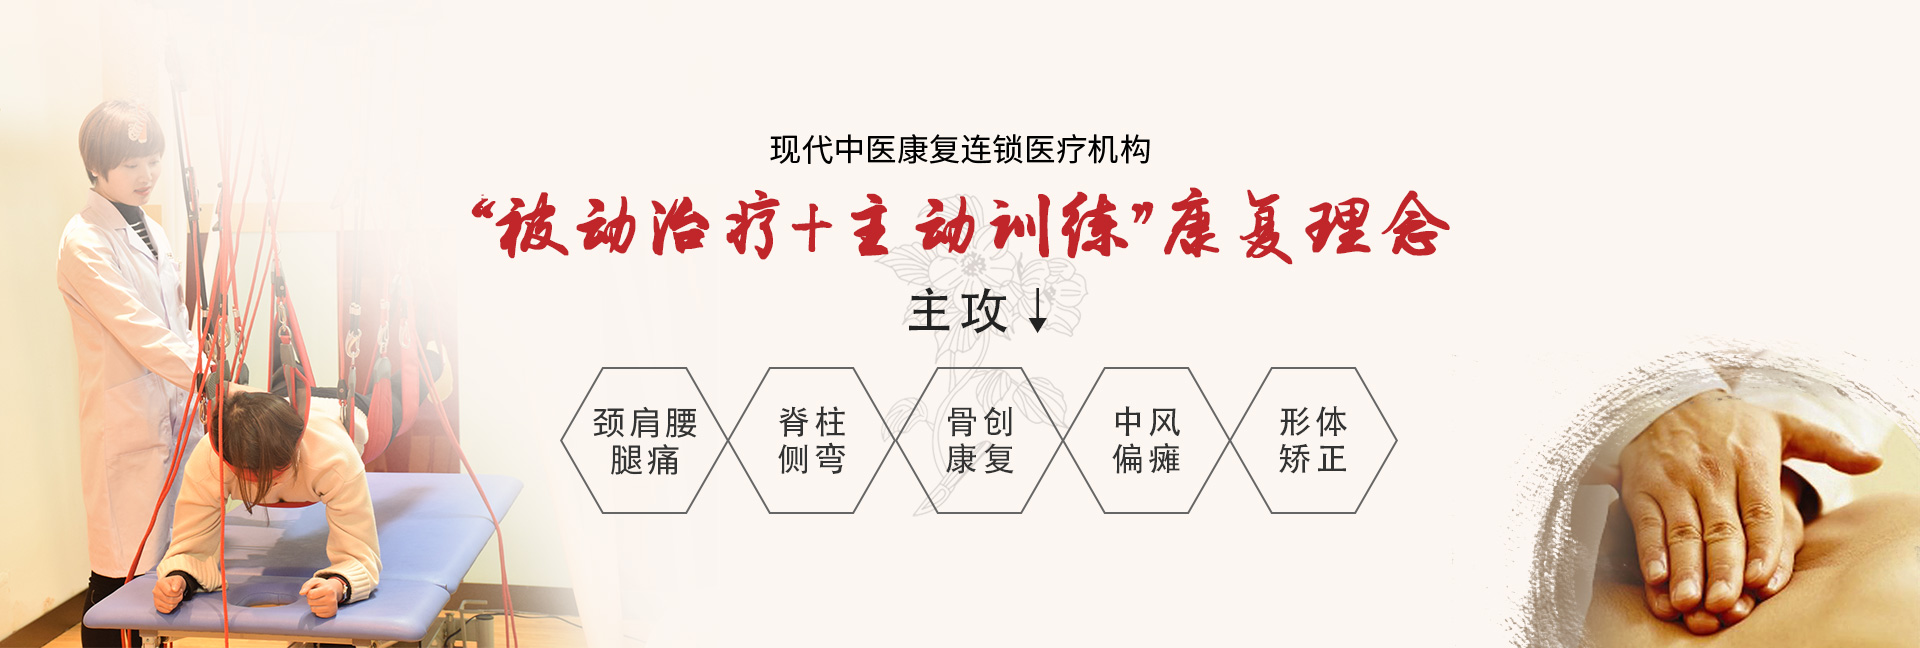 现代中医康复连锁医疗机构
“被动治疗+主动训练”康复理念
主攻↓
颈肩腰
腿痛
脊柱
侧弯
骨创
康复
中风
偏瘫
形体
矫正